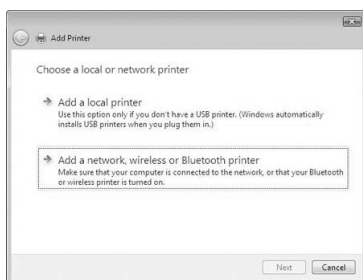 Add Printer
Choose a local or network printer
Add a local printer
Use this option only if you don't have a USB printer. (Windows automatically
installs USB printers when you plug them in.)
Add a network, wireless or Bluetooth printer
Make sure that your computer is connected to the network, or that your Bluetooth
or wireless printer is turned on.
Next Cancel